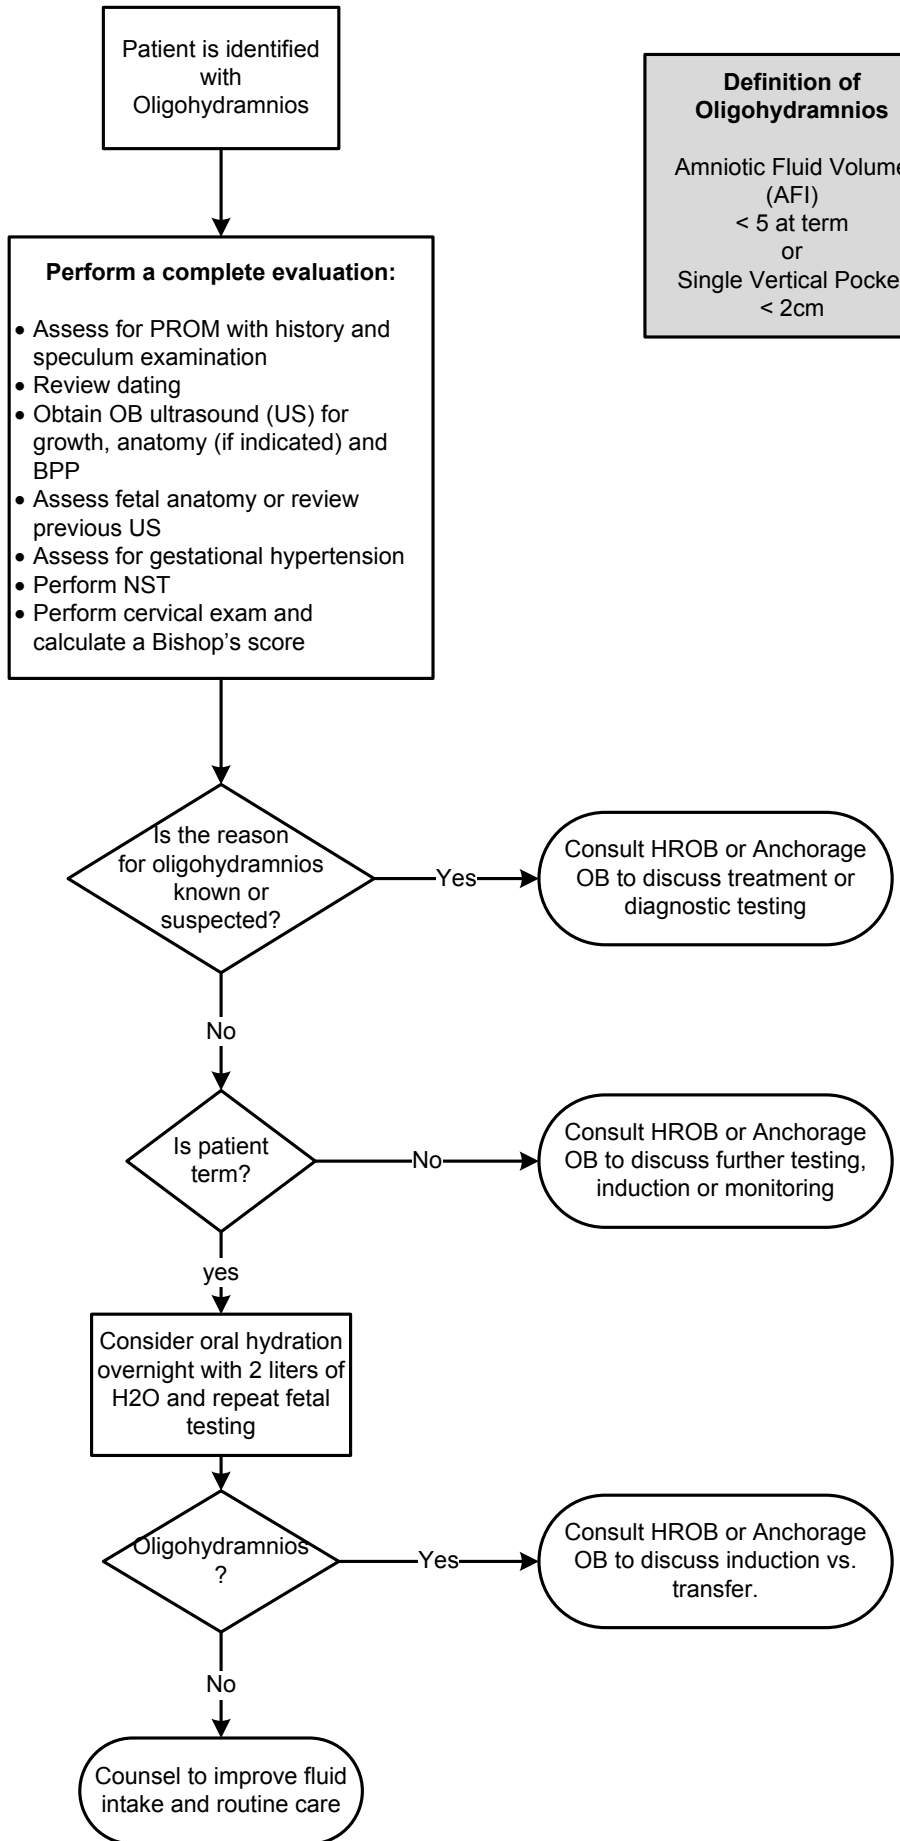 Patient is identified
with
Oligohydramnios
Definition of
Oligohydramnios
Amniotic Fluid Volume
(AFI)
< 5 at term
or
Single Vertical Pocke
< 2cm
Perform a complete evaluation:
• Assess for PROM with history and
speculum examination
• Review dating
• Obtain OB ultrasound (US) for
growth, anatomy (if indicated) and
BPP
• Assess fetal anatomy or review
previous US
• Assess for gestational hypertension
• Perform NST
• Perform cervical exam and
calculate a Bishop's score
Is the reason
for oligohydramnios
known or
suspected?
Yes
Consult HROB or Anchorage
OB to discuss treatment or
diagnostic testing
No
Is patient
term?
No
Consult HROB or Anchorage
OB to discuss further testing,
induction or monitoring
yes
Consider oral hydration
overnight with 2 liters of
H2O and repeat fetal
testing
Oligohydramnios
?
Yes
Consult HROB or Anchorage
OB to discuss induction vs.
transfer.
No
Counsel to improve fluid
intake and routine care